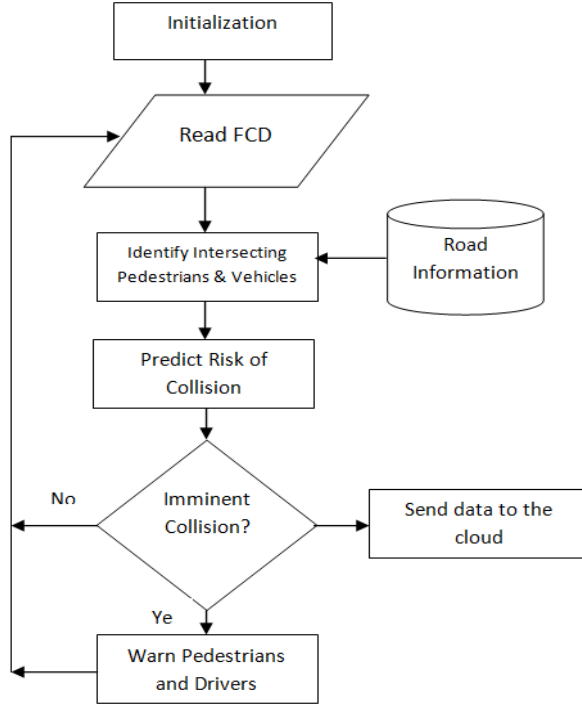 Initialization
Read FCD
Identify Intersecting
Pedestrians & Vehicles
Road
Information
Predict Risk of
Collision
No
Imminent
Collision?
Send data to the
cloud
Ye
Warn Pedestrians
and Drivers